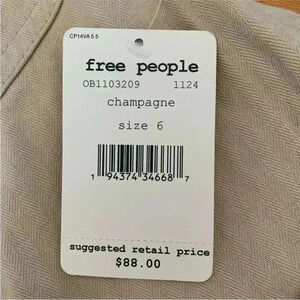 CP14VA 5 5
free people
OB1103209 1124
champagne
size 6
1 94374 34668 7
suggested retail price
$88.00